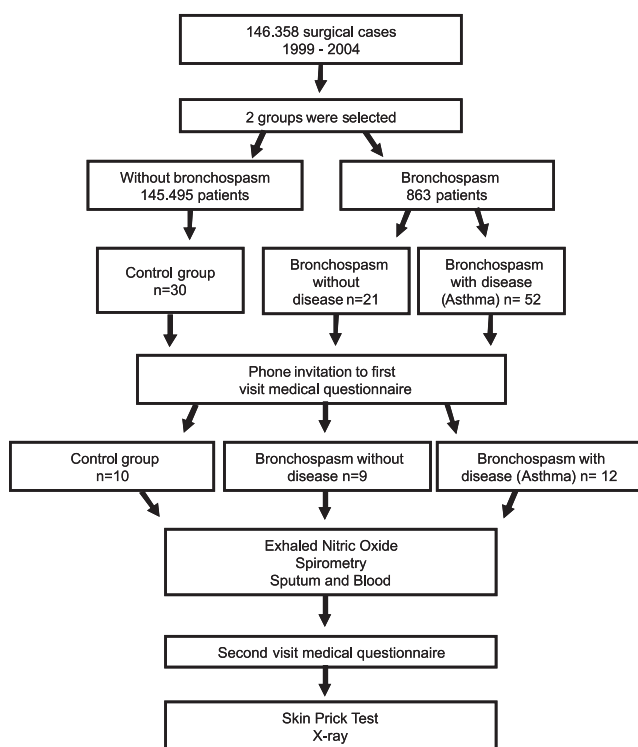 146.358 surgical cases
1999 - 2004
2 groups were selected
Without bronchospasm
145.495 patients
Bronchospasm
863 patients
Control group
n=30
Bronchospasm
without
disease n=21
Bronchospasm
with disease
(Asthma) n= 52
Phone invitation to first
visit medical questionnaire
Control group
n=10
Bronchospasm without
disease n=9
Bronchospasm with
disease (Asthma) n= 12
Exhaled Nitric Oxide
Spirometry
Sputum and Blood
Second visit medical questionnaire
Skin Prick Test
X-ray